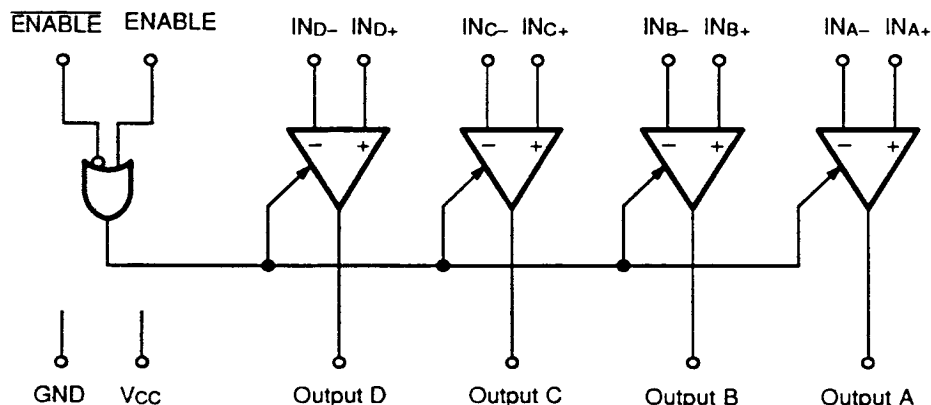 ENABLE ENABLE IND– IND+ INC– INC+ INB– INB+ INA– INA+
– + – + – + – +
GND VCC Output D Output C Output B Output A